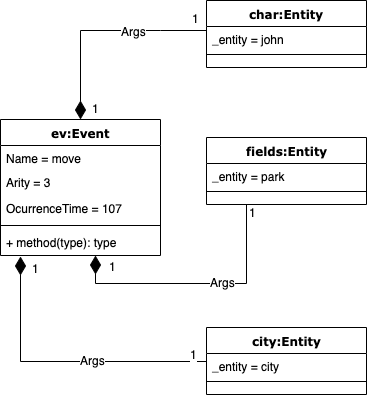 char:Entity
_entity = john
1
Args
1
ev:Event
Name = move
Arity = 3
OcurrenceTime = 107
+ method(type): type
fields:Entity
_entity = park
1
1
1
Args
city:Entity
_entity = city
1
Args